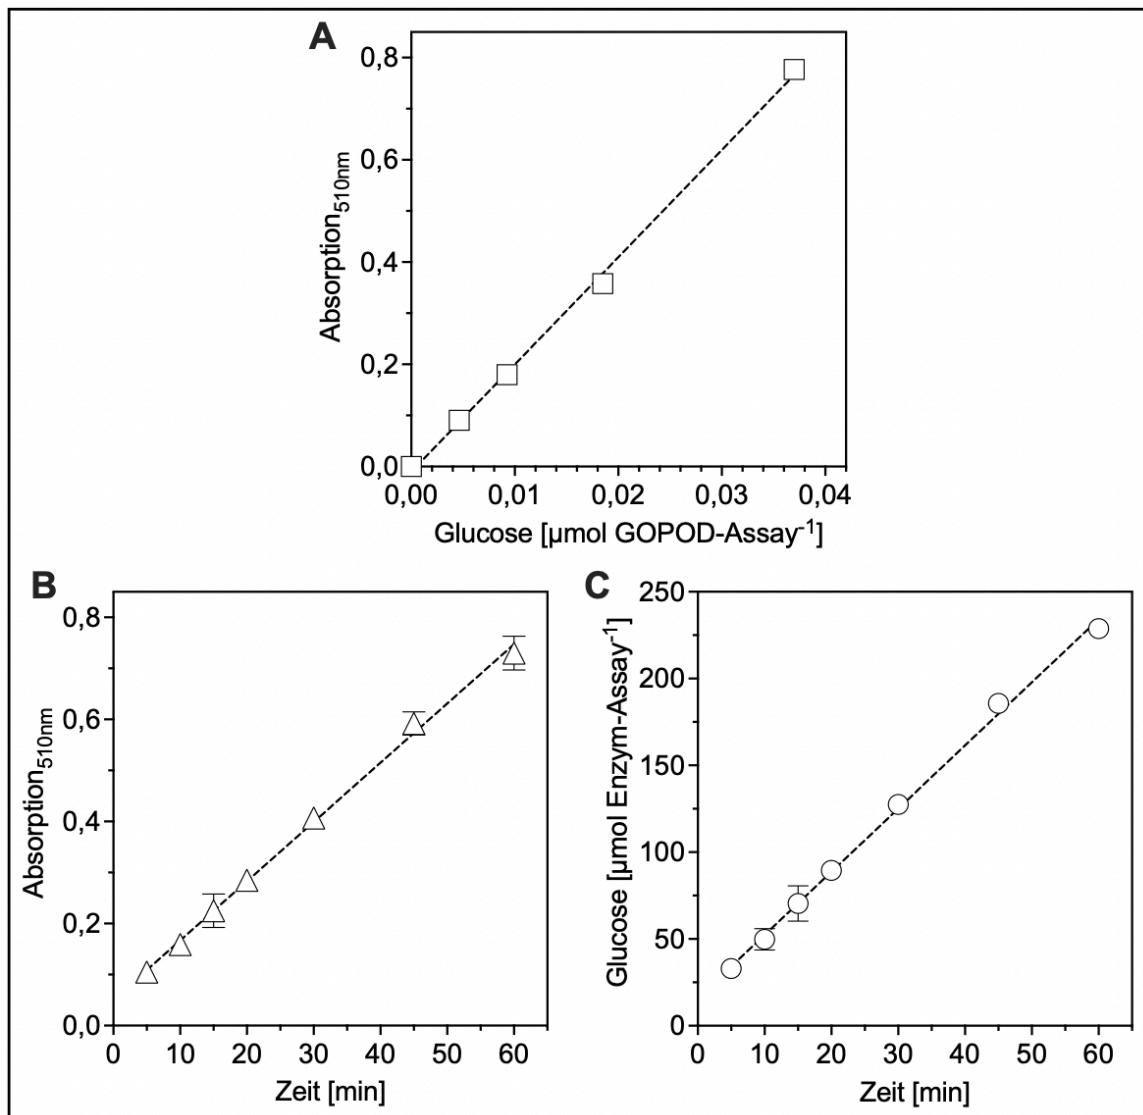 A
0,8
0,6
0,4
0,2
0,0
Absorption510nm
0,00 0,01 0,02 0,03 0,04
Glucose [µmol GOPOD-Assay-1]
B
0,8
0,6
0,4
0,2
0,0
Absorption510nm
0 10 20 30 40 50 60
Zeit [min]
C
250
200
150
100
50
0
Glucose [µmol Enzym-Assay-1]
0 10 20 30 40 50 60
Zeit [min]